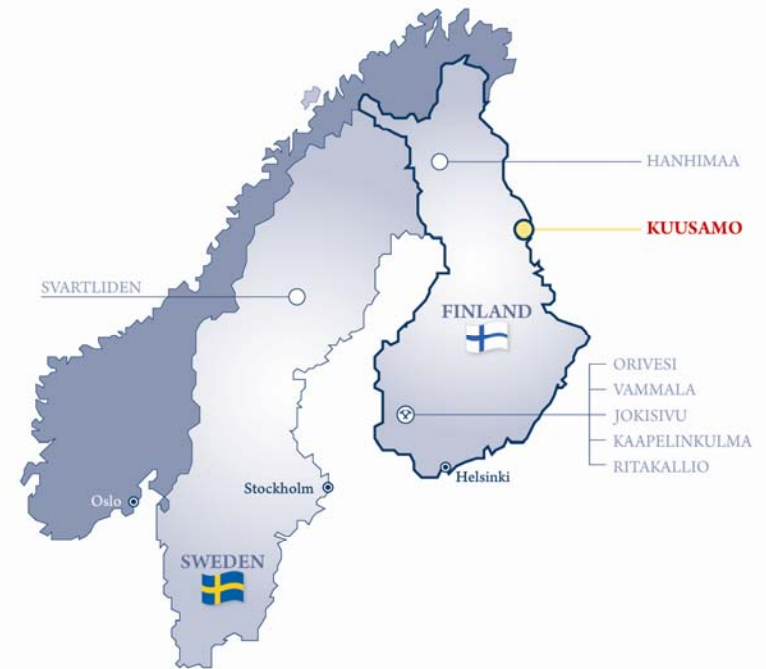 HANHIMAA
KUUSAMO
SVARTLIDEN
FINLAND
ORIVESI
VAMMALA
JOKISIVU
KAAPELINKULMA
RITAKALLIO
Helsinki
Stockholm
Oslo
SWEDEN